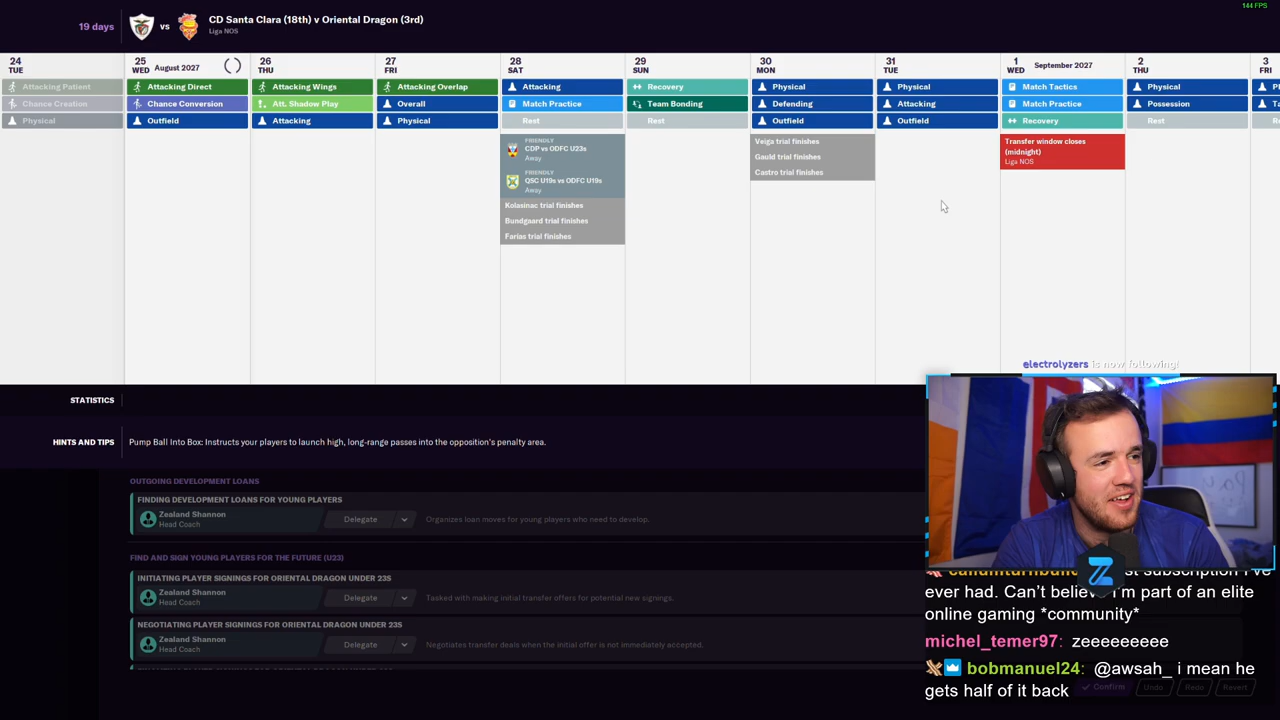 144 FPS
19 days
vs
CD Santa Clara (18th) v Oriental Dragon (3rd)
Liga NOS
24
TUE
25
WED August 2027
26
THU
27
FRI
28
SAT
29
SUN
30
MON
31
TUE
1
WED September 2027
2
THU
3
FRI
Attacking Patient
Chance Creation
Physical
Attacking Direct
Chance Conversion
Outfield
Attacking Wings
Att. Shadow Play
Attacking
Attacking Overlap
Overall
Physical
Attacking
Match Practice
Rest
FRIENDLY
CDP vs ODFC U23s
Away
FRIENDLY
QSC U19s vs ODFC U19s
Away
Kolasinac trial finishes
Bundgaard trial finishes
Farias trial finishes
Recovery
Team Bonding
Rest
Physical
Defending
Outfield
Veiga trial finishes
Gauld trial finishes
Castro trial finishes
Physical
Attacking
Outfield
Match Tactics
Match Practice
Recovery
Transfer window closes
(midnight)
Liga NOS
Physical
Possession
Rest
electrolyzers is now following!
STATISTICS
HINTS AND TIPS
Pump Ball Into Box: Instructs your players to launch high, long-range passes into the opposition's penalty area.
OUTGOING DEVELOPMENT LOANS
FINDING DEVELOPMENT LOANS FOR YOUNG PLAYERS
Zealand Shannon
Head Coach
Delegate
Organizes loan moves for young players who need to develop.
FIND AND SIGN YOUNG PLAYERS FOR THE FUTURE (U23)
INITIATING PLAYER SIGNINGS FOR ORIENTAL DRAGON UNDER 23S
Zealand Shannon
Head Coach
Delegate
Tasked with making initial transfer offers for potential new signings.
NEGOTIATING PLAYER SIGNINGS FOR ORIENTAL DRAGON UNDER 23S
Zealand Shannon
Head Coach
Delegate
Negotiates transfer deals when the initial offer is not immediately accepted.
subscription I've
ever had. Can't believe I'm part of an elite
online gaming *community*
michel_temer97: zeeeeeeeee
bobmanuel24: @awsah_ i mean he
gets half of it back
Confirm
Undo
Redo
Revert